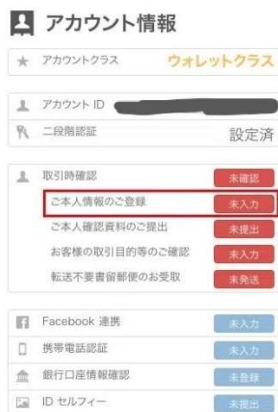 アカウント情報
アカウントクラス ウォレットクラス
アカウント ID
二段階認証 設定済
取引時確認 未確認
ご本人情報のご登録 未入力
ご本人確認資料のご提出 未提出
お客様の取引目的等のご確認 未入力
転送不要書留郵便のお受取 未発送
Facebook 連携 未入力
携帯電話認証 未入力
銀行口座情報確認 未登録
ID セルフィー 未提出